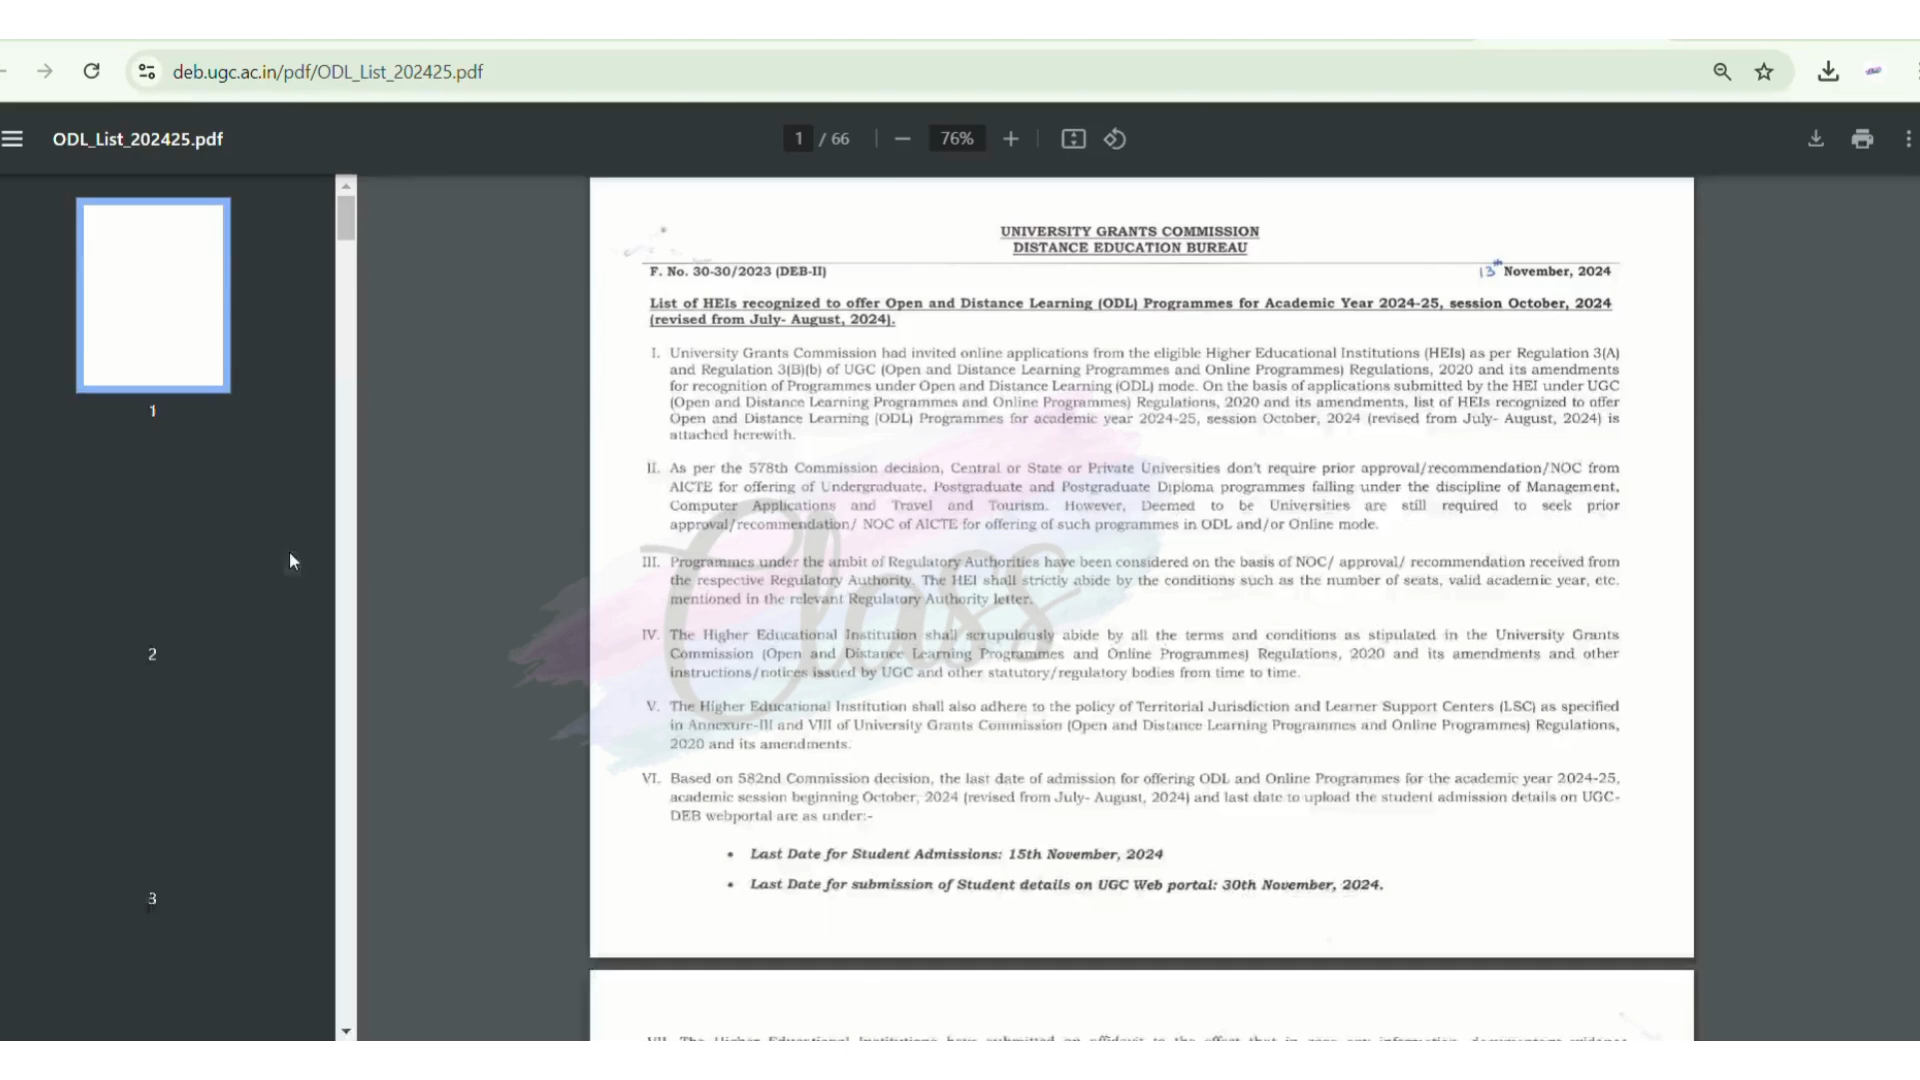 deb.ugc.ac.in/pdf/ODL_List_202425.pdf
ODL_List_202425.pdf
1 / 66
76%
1
2
3
UNIVERSITY GRANTS COMMISSION
DISTANCE EDUCATION BUREAU
F. No. 30-30/2023 (DEB-II) 13th November, 2024
List of HEIs recognized to offer Open and Distance Learning (ODL) Programmes for Academic Year 2024-25, session October, 2024
(revised from July- August, 2024).
I. University Grants Commission had invited online applications from the eligible Higher Educational Institutions (HEIs) as per Regulation 3(A)
and Regulation 3(B)(b) of UGC (Open and Distance Learning Programmes and Online Programmes) Regulations, 2020 and its amendments
for recognition of Programmes under Open and Distance Learning (ODL) mode. On the basis of applications submitted by the HEI under UGC
(Open and Distance Learning Programmes and Online Programmes) Regulations, 2020 and its amendments, list of HEIs recognized to offer
Open and Distance Learning (ODL) Programmes for academic year 2024-25, session October, 2024 (revised from July- August, 2024) is
attached herewith.
II. As per the 578th Commission decision, Central or State or Private Universities don't require prior approval/recommendation/NOC from
AICTE for offering of Undergraduate, Postgraduate and Postgraduate Diploma programmes falling under the discipline of Management,
Computer Applications and Travel and Tourism. However, Deemed to be Universities are still required to seek prior
approval/recommendation/ NOC of AICTE for offering of such programmes in ODL and/or Online mode.
III. Programmes under the ambit of Regulatory Authorities have been considered on the basis of NOC/ approval/ recommendation received from
the respective Regulatory Authority. The HEI shall strictly abide by the conditions such as the number of seats, valid academic year, etc.
mentioned in the relevant Regulatory Authority letter.
IV. The Higher Educational Institution shall scrupulously abide by all the terms and conditions as stipulated in the University Grants
Commission (Open and Distance Learning Programmes and Online Programmes) Regulations, 2020 and its amendments and other
instructions/notices issued by UGC and other statutory/regulatory bodies from time to time.
V. The Higher Educational Institution shall also adhere to the policy of Territorial Jurisdiction and Learner Support Centers (LSC) as specified
in Annexure-III and VIII of University Grants Commission (Open and Distance Learning Programmes and Online Programmes) Regulations,
2020 and its amendments.
VI. Based on 582nd Commission decision, the last date of admission for offering ODL and Online Programmes for the academic year 2024-25,
academic session beginning October, 2024 (revised from July- August, 2024) and last date to upload the student admission details on UGC-
DEB webportal are as under:-
• Last Date for Student Admissions: 15th November, 2024
• Last Date for submission of Student details on UGC Web portal: 30th November, 2024.
Class